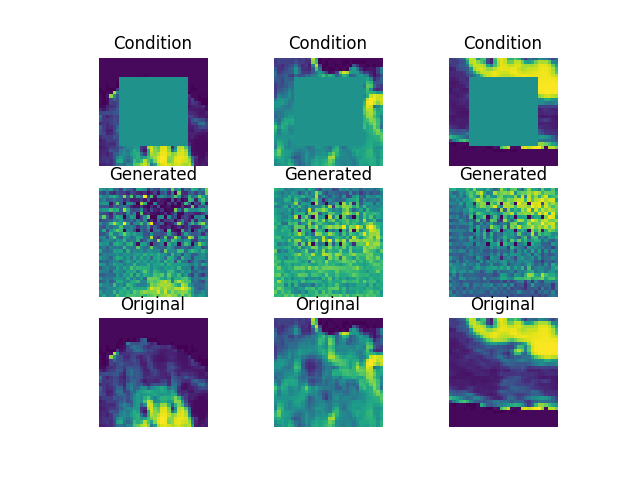 Condition Condition Condition
Generated Generated Generated
Original Original Original